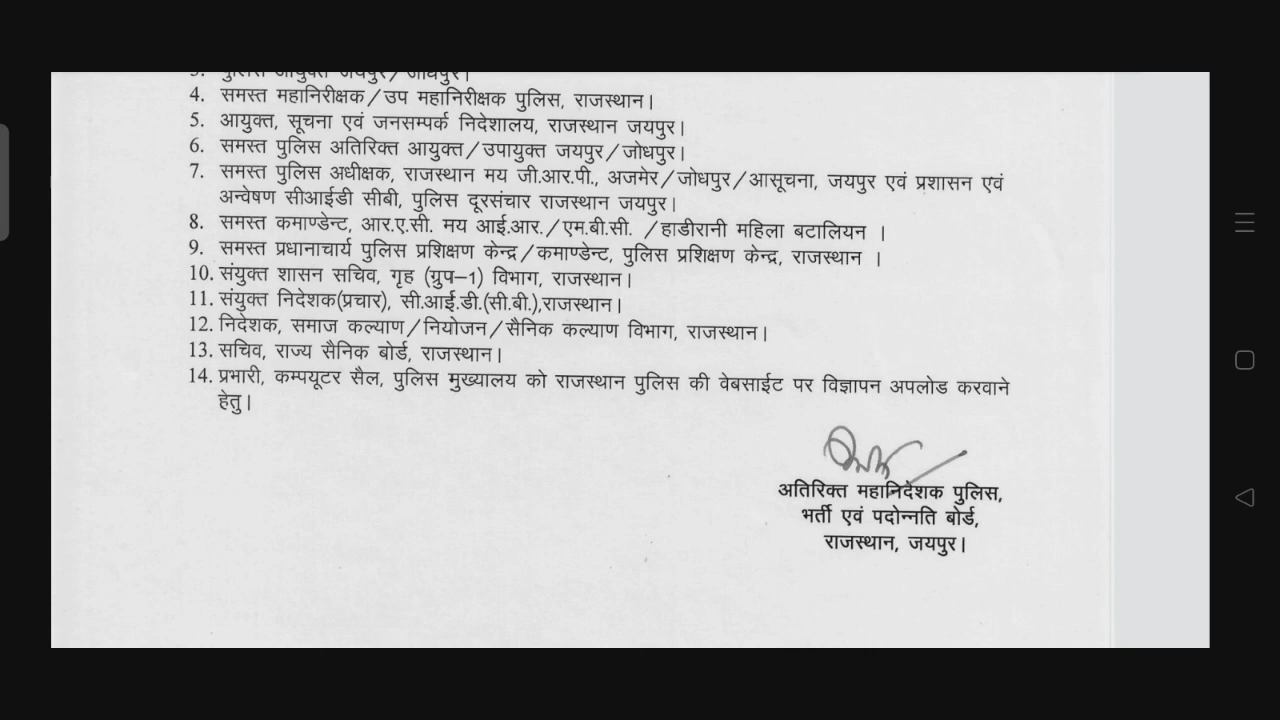 3. पुलिस आयुक्त जयपुर/जोधपुर।
4. समस्त महानिरीक्षक/उप महानिरीक्षक पुलिस, राजस्थान।
5. आयुक्त, सूचना एवं जनसम्पर्क निदेशालय, राजस्थान जयपुर।
6. समस्त पुलिस अतिरिक्त आयुक्त/उपायुक्त जयपुर/जोधपुर।
7. समस्त पुलिस अधीक्षक, राजस्थान मय जी.आर.पी., अजमेर/जोधपुर/आसूचना, जयपुर एवं प्रशासन एवं
अन्वेषण सीआईडी सीबी, पुलिस दूरसंचार राजस्थान जयपुर।
8. समस्त कमाण्डेन्ट, आर.ए.सी. मय आई.आर./एम.बी.सी. /हाडीरानी महिला बटालियन ।
9. समस्त प्रधानाचार्य पुलिस प्रशिक्षण केन्द्र/कमाण्डेन्ट, पुलिस प्रशिक्षण केन्द्र, राजस्थान ।
10. संयुक्त शासन सचिव, गृह (ग्रुप–1) विभाग, राजस्थान।
11. संयुक्त निदेशक(प्रचार), सी.आई.डी.(सी.बी.),राजस्थान।
12. निदेशक, समाज कल्याण/नियोजन/सैनिक कल्याण विभाग, राजस्थान।
13. सचिव, राज्य सैनिक बोर्ड, राजस्थान।
14. प्रभारी, कम्पयूटर सैल, पुलिस मुख्यालय को राजस्थान पुलिस की वेबसाईट पर विज्ञापन अपलोड करवाने
हेतु।
अतिरिक्त महानिदेशक पुलिस,
भर्ती एवं पदोन्नति बोर्ड,
राजस्थान, जयपुर।